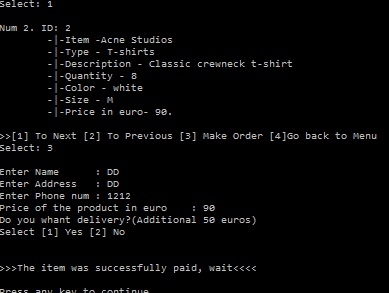 Select: 1
Num 2. ID: 2
-|-Item -Acne Studios
-|-Type - T-shirts
-|-Description - Classic crewneck t-shirt
-|-Quantity - 8
-|-Color - white
-|-Size - M
-|-Price in euro- 90.
>>[1] To Next [2] To Previous [3] Make Order [4]Go back to Menu
Select: 3
Enter Name : DD
Enter Address : DD
Enter Phone num : 1212
Price of the product in euro : 90
Do you whant delivery?(Additional 50 euros)
Select [1] Yes [2] No
>>>The item was successfully paid, wait<<<<
Press any key to continue